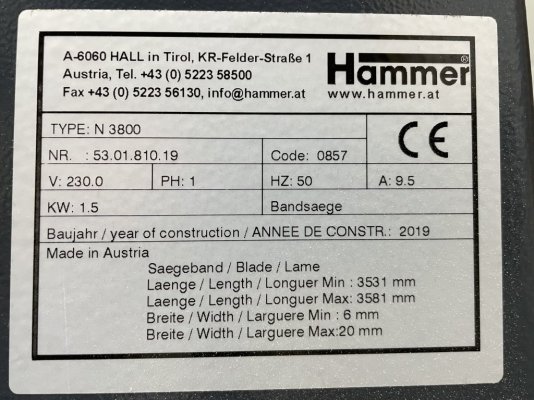 A-6060 HALL in Tirol, KR-Felder-Straße 1
Austria, Tel. +43 (0) 5223 58500
Fax +43 (0) 5223 56130, info@hammer.at
Hammer®
www.hammer.at
TYPE: N 3800
CE
NR. : 53.01.810.19 Code: 0857
V: 230.0 PH: 1 HZ: 50 A: 9.5
KW: 1.5 Bandsaege
Baujahr / year of construction / ANNEE DE CONSTR.: 2019
Made in Austria
Saegeband / Blade / Lame
Laenge / Length / Longuer Min : 3531 mm
Laenge / Length / Longuer Max: 3581 mm
Breite / Width / Larguere Min : 6 mm
Breite / Width / Larguere Max:20 mm